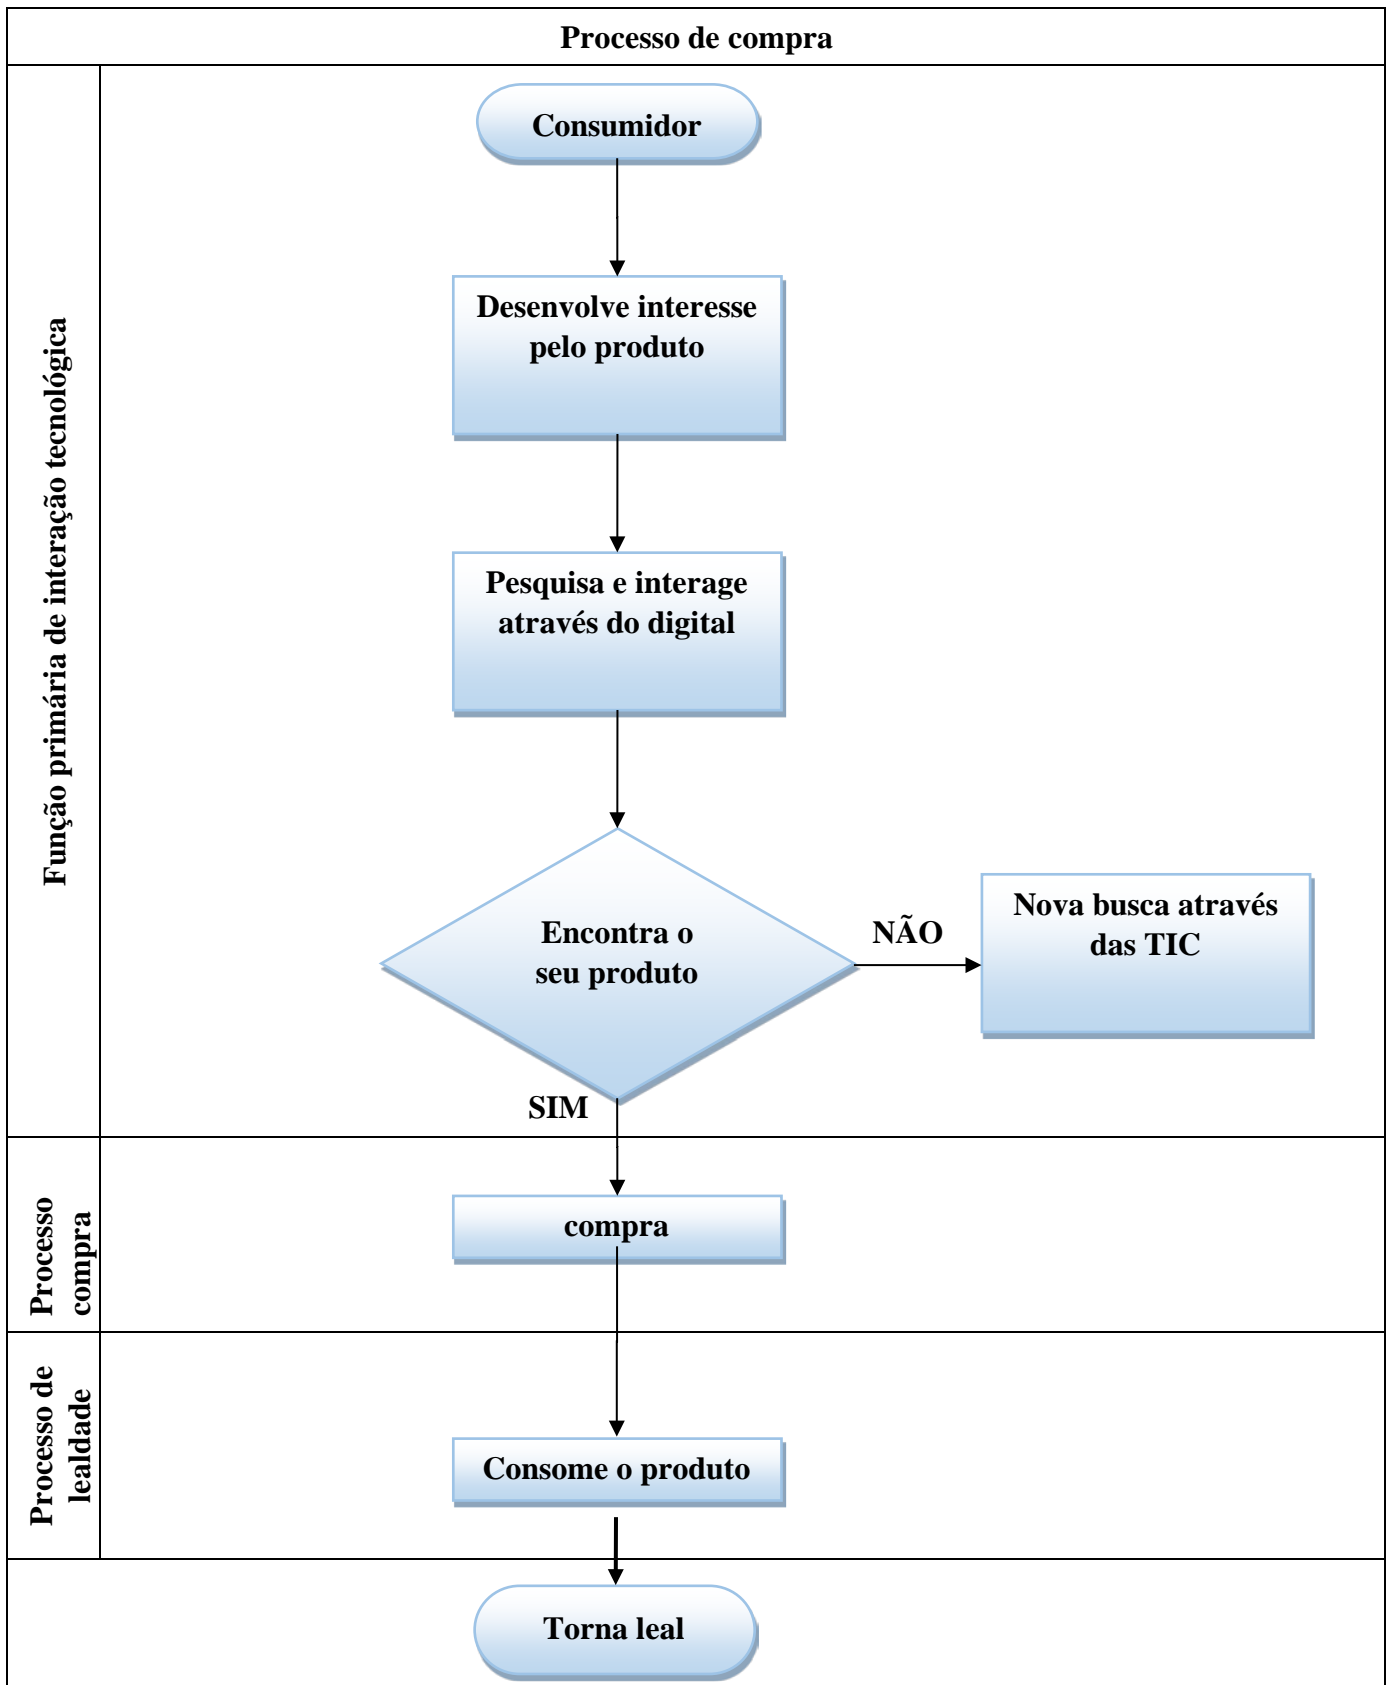 Processo de compra
Função primária de interação tecnológica
Consumidor
Desenvolve interesse
pelo produto
Pesquisa e interage
através do digital
Encontra o
seu produto
NÃO
Nova busca através
das TIC
SIM
Processo
compra
compra
Processo de
lealdade
Consome o produto
Torna leal